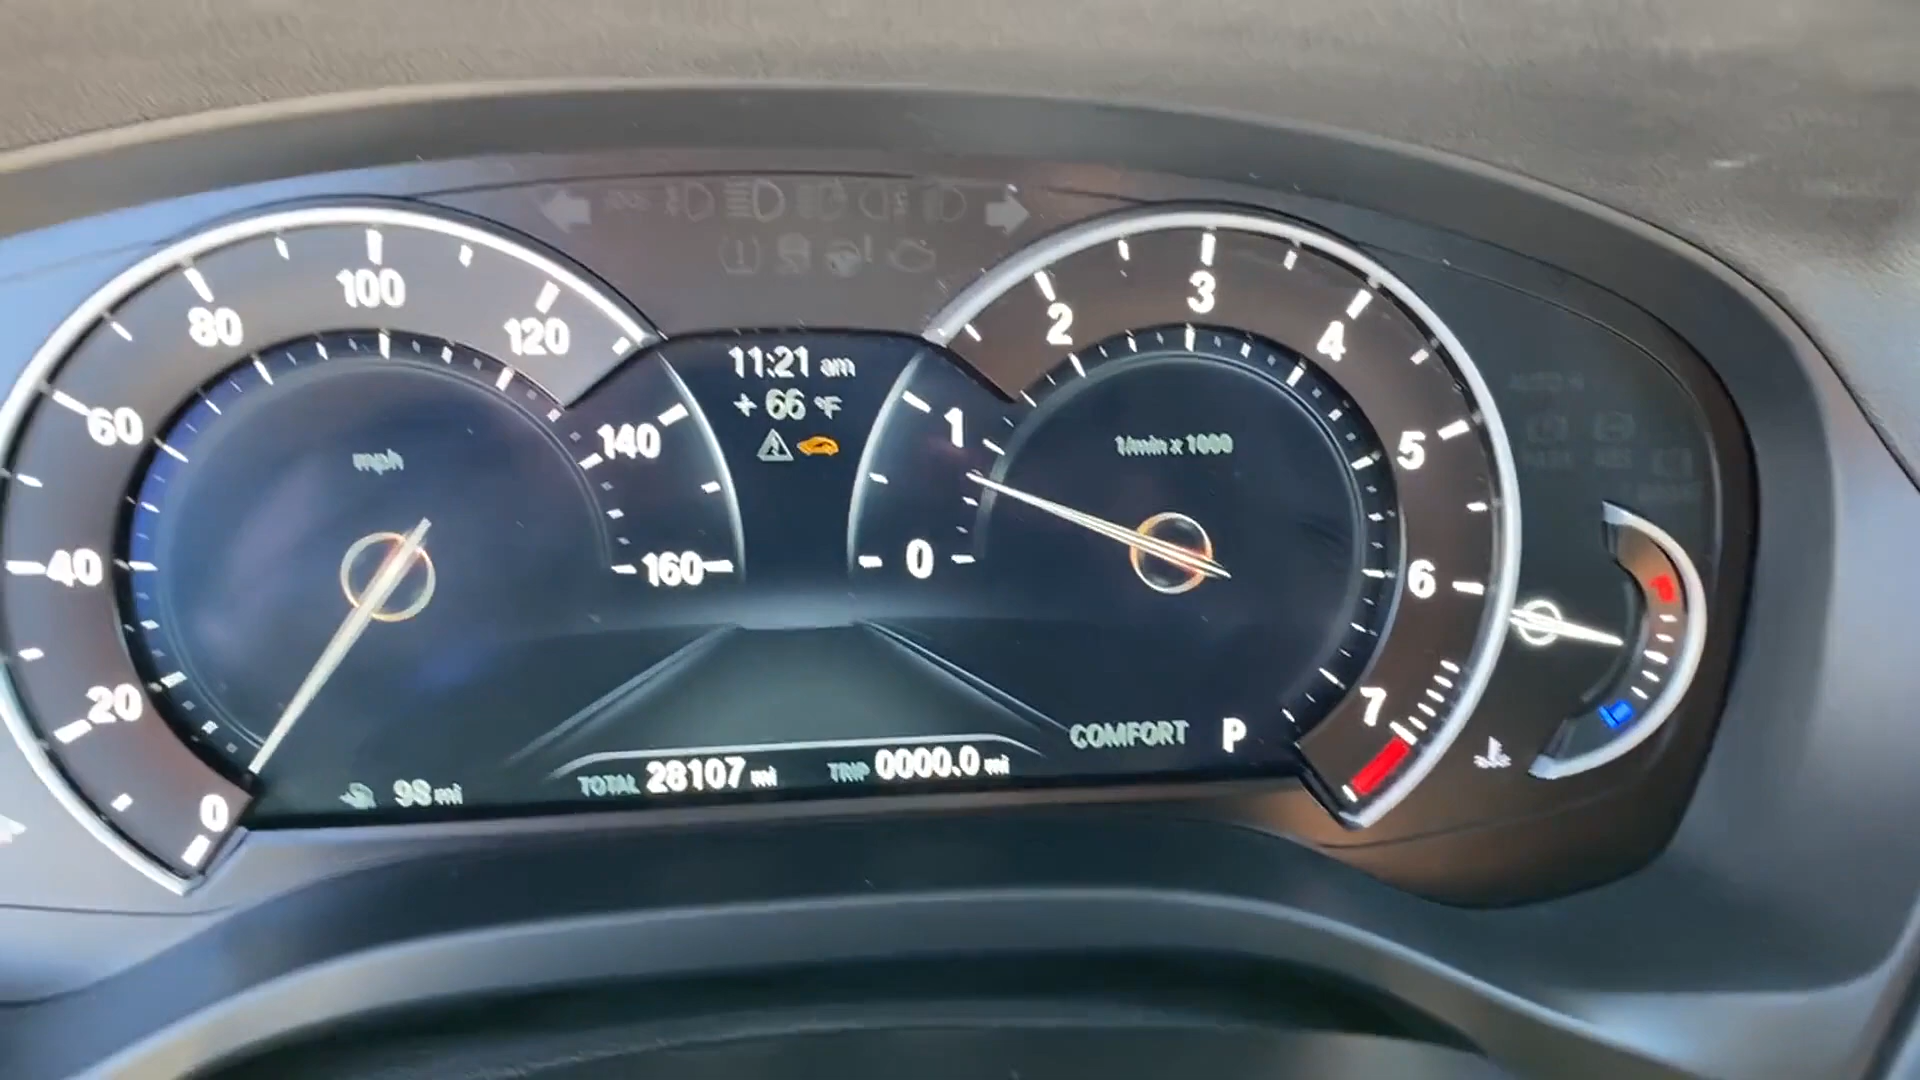 0
20
40
60
80
100
120
140
160
mph
98 mi
11:21 am
+ 66 °F
TOTAL 28107 mi
TRIP 0000.0 mi
0
1
2
3
4
5
6
7
1/min x 1000
COMFORT P
AUTO H